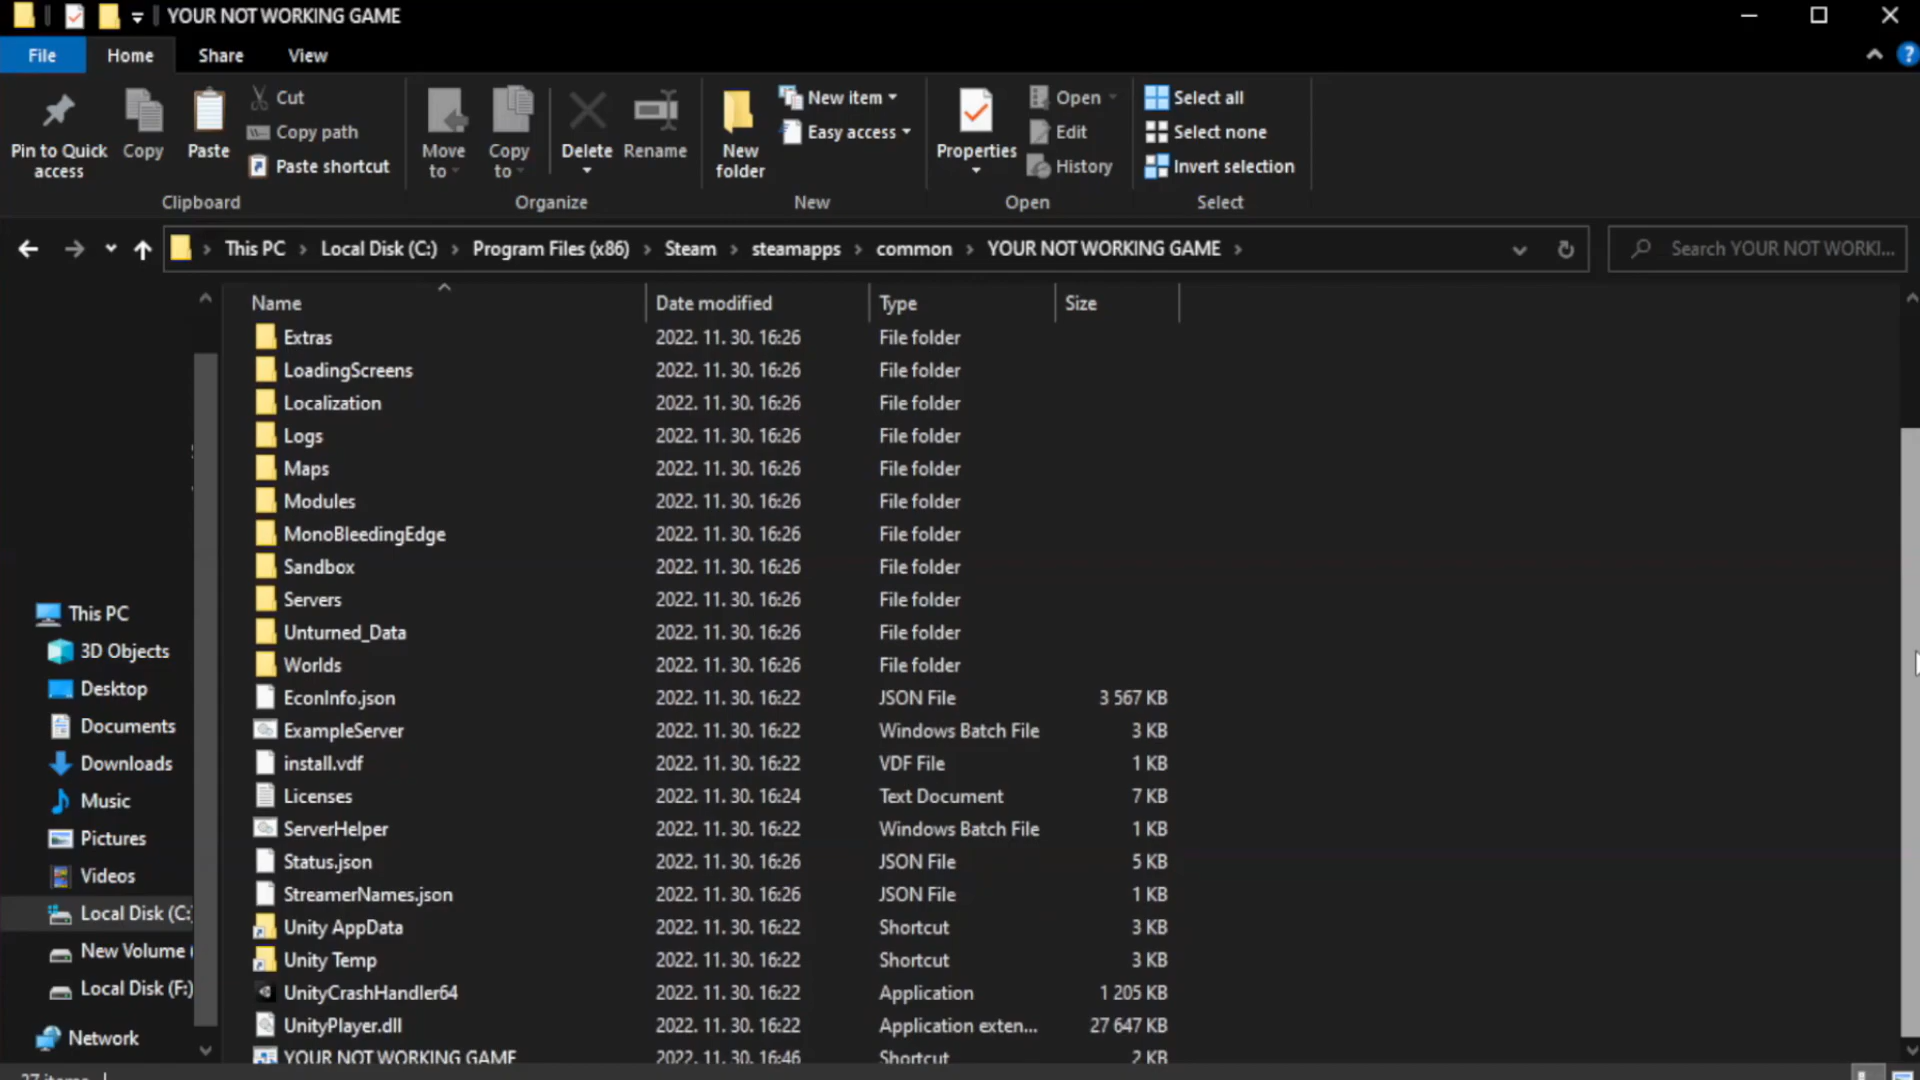 YOUR NOT WORKING GAME
File Home Share View
Pin to Quick access
Copy
Paste
Cut
Copy path
Paste shortcut
Clipboard
Move to
Copy to
Delete
Rename
Organize
New folder
New item
Easy access
New
Properties
Open
Edit
History
Open
Select all
Select none
Invert selection
Select
This PC Local Disk (C:) Program Files (x86) Steam steamapps common YOUR NOT WORKING GAME
Search YOUR NOT WORKI...
Name Date modified Type Size
Extras 2022. 11. 30. 16:26 File folder
LoadingScreens 2022. 11. 30. 16:26 File folder
Localization 2022. 11. 30. 16:26 File folder
Logs 2022. 11. 30. 16:26 File folder
Maps 2022. 11. 30. 16:26 File folder
Modules 2022. 11. 30. 16:26 File folder
MonoBleedingEdge 2022. 11. 30. 16:26 File folder
Sandbox 2022. 11. 30. 16:26 File folder
Servers 2022. 11. 30. 16:26 File folder
Unturned_Data 2022. 11. 30. 16:26 File folder
Worlds 2022. 11. 30. 16:26 File folder
EconInfo.json 2022. 11. 30. 16:22 JSON File 3 567 KB
ExampleServer 2022. 11. 30. 16:22 Windows Batch File 3 KB
install.vdf 2022. 11. 30. 16:22 VDF File 1 KB
Licenses 2022. 11. 30. 16:24 Text Document 7 KB
ServerHelper 2022. 11. 30. 16:22 Windows Batch File 1 KB
Status.json 2022. 11. 30. 16:26 JSON File 5 KB
StreamerNames.json 2022. 11. 30. 16:26 JSON File 1 KB
Unity AppData 2022. 11. 30. 16:22 Shortcut 3 KB
Unity Temp 2022. 11. 30. 16:22 Shortcut 3 KB
UnityCrashHandler64 2022. 11. 30. 16:22 Application 1 205 KB
UnityPlayer.dll 2022. 11. 30. 16:22 Application exten... 27 647 KB
YOUR NOT WORKING GAME 2022. 11. 30. 16:46 Shortcut 2 KB
This PC
3D Objects
Desktop
Documents
Downloads
Music
Pictures
Videos
Local Disk (C:)
New Volume (
Local Disk (F:)
Network
27 items